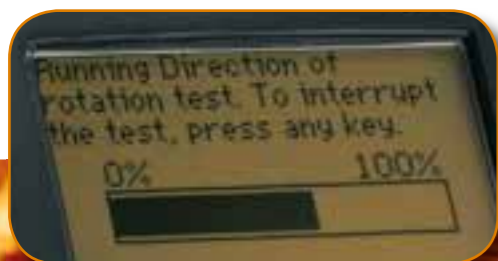 Running Direction of
rotation test. To interrupt
the test, press any key.
0% 100%